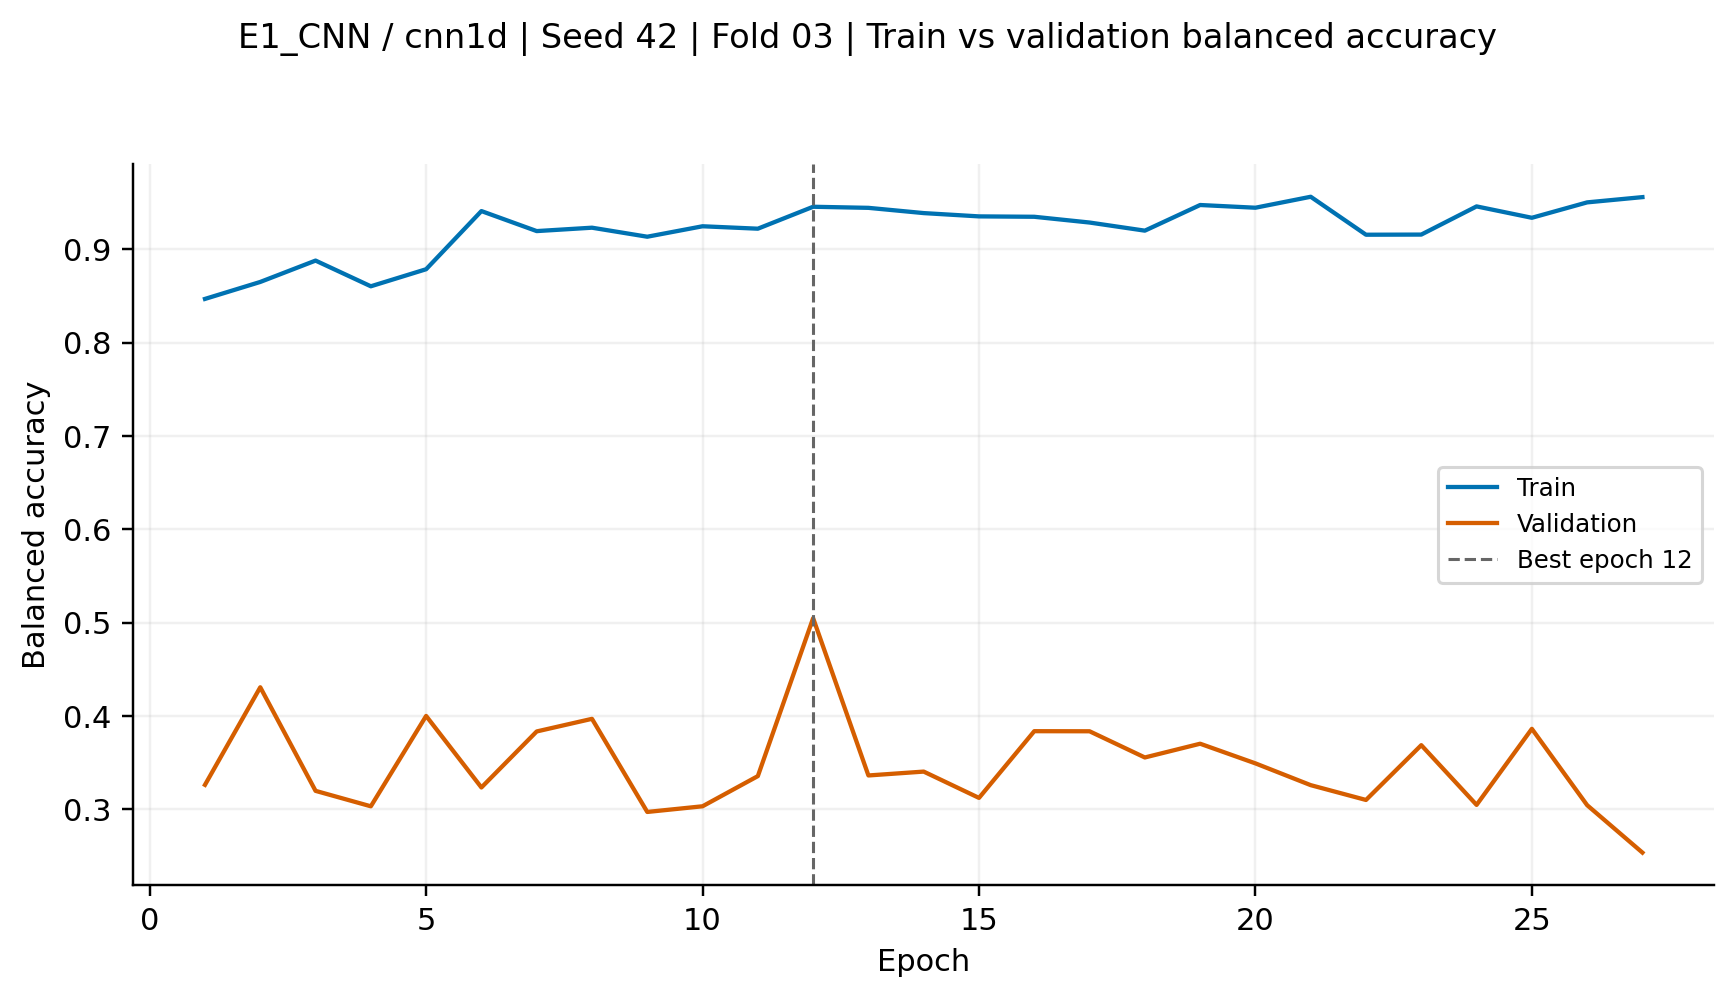 E1_CNN / cnn1d | Seed 42 | Fold 03 | Train vs validation balanced accuracy
Balanced accuracy
0.9
0.8
0.7
0.6
0.5
0.4
0.3
Train
Validation
Best epoch 12
0 5 10 15 20 25
Epoch